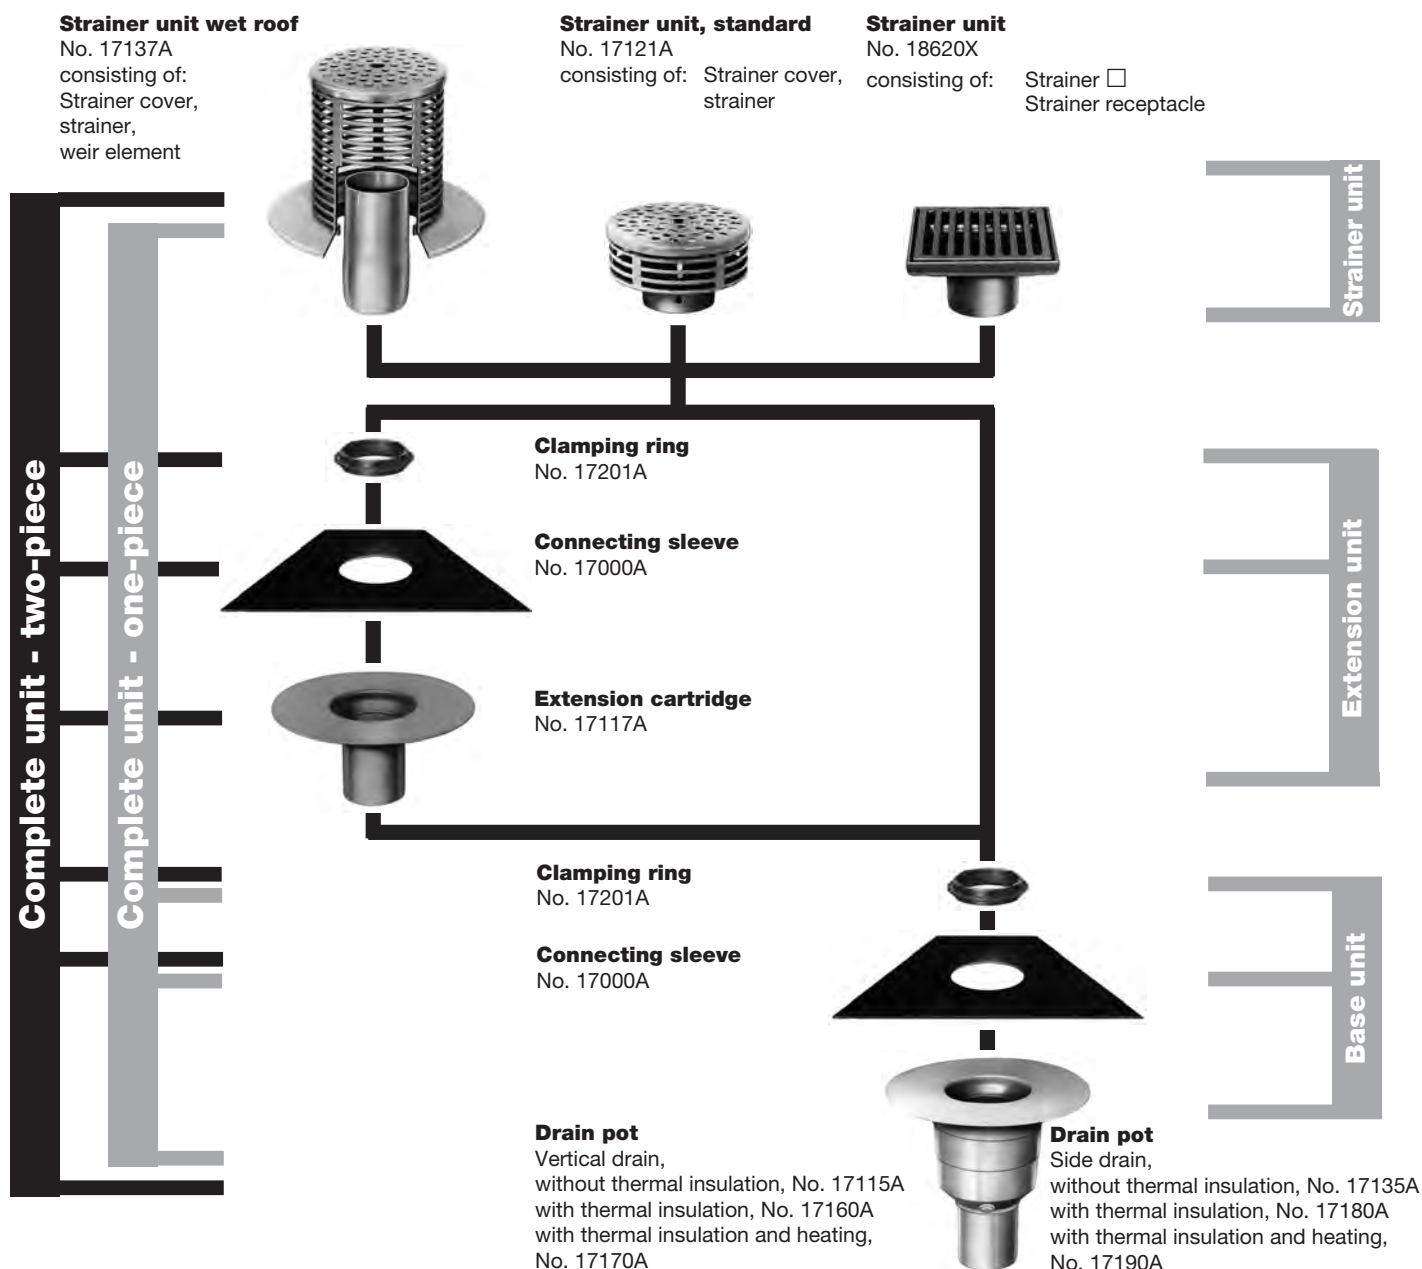 Strainer unit wet roof
No. 17137A
consisting of:
Strainer cover,
strainer,
weir element
Strainer unit, standard
No. 17121A
consisting of: Strainer cover,
strainer
Strainer unit
No. 18620X
consisting of: Strainer □
Strainer receptacle
Complete unit - two-piece
Complete unit - one-piece
Strainer unit
Clamping ring
No. 17201A
Connecting sleeve
No. 17000A
Extension cartridge
No. 17117A
Extension unit
Clamping ring
No. 17201A
Connecting sleeve
No. 17000A
Base unit
Drain pot
Vertical drain,
without thermal insulation, No. 17115A
with thermal insulation, No. 17160A
with thermal insulation and heating,
No. 17170A
Drain pot
Side drain,
without thermal insulation, No. 17135A
with thermal insulation, No. 17180A
with thermal insulation and heating,
No. 17190A